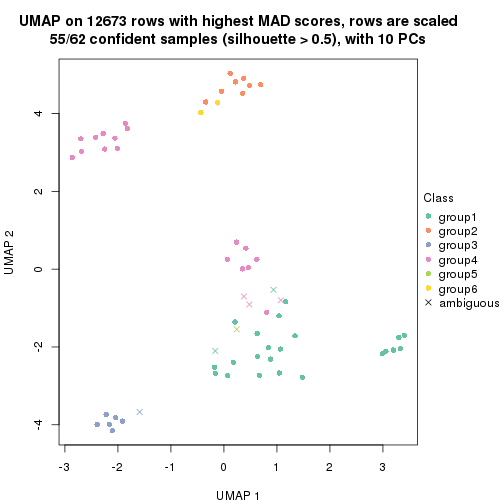 UMAP on 12673 rows with highest MAD scores, rows are scaled
55/62 confident samples (silhouette > 0.5), with 10 PCs
4
2
0
-2
-4
UMAP 2
-3
-2
-1
0
1
2
3
UMAP 1
Class
group1
group2
group3
group4
group5
group6
ambiguous